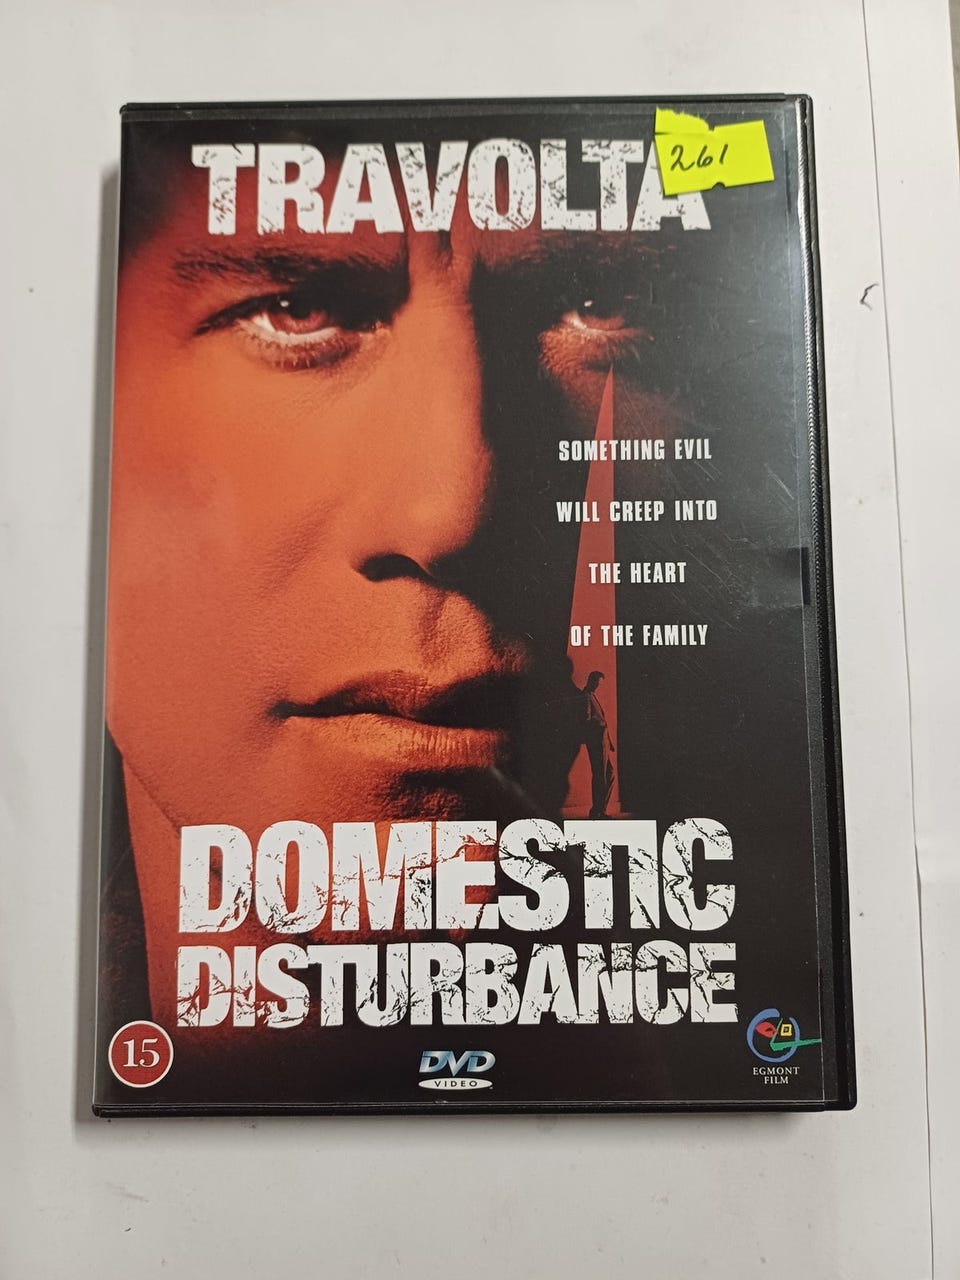 TRAVOLTA
261
SOMETHING EVIL
WILL CREEP INTO
THE HEART
OF THE FAMILY
DOMESTIC
DISTURBANCE
15
DVD
VIDEO
EGMONT
FILM